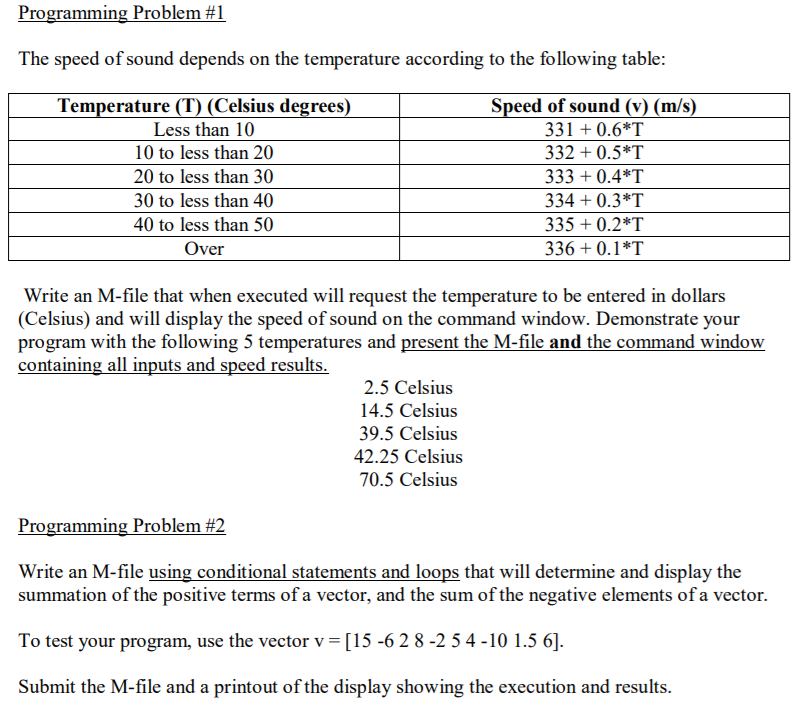 Programming Problem #1
The speed of sound depends on the temperature according to the following table:
Temperature (T) (Celsius degrees) Speed of sound (v) (m/s)
Less than 10 331 + 0.6*T
10 to less than 20 332 + 0.5*T
20 to less than 30 333 + 0.4*T
30 to less than 40 334 + 0.3*T
40 to less than 50 335 + 0.2*T
Over 336 + 0.1*T
Write an M-file that when executed will request the temperature to be entered in dollars
(Celsius) and will display the speed of sound on the command window. Demonstrate your
program with the following 5 temperatures and present the M-file and the command window
containing all inputs and speed results.
2.5 Celsius
14.5 Celsius
39.5 Celsius
42.25 Celsius
70.5 Celsius
Programming Problem #2
Write an M-file using conditional statements and loops that will determine and display the
summation of the positive terms of a vector, and the sum of the negative elements of a vector.
To test your program, use the vector v = [15 -6 2 8 -2 5 4 -10 1.5 6].
Submit the M-file and a printout of the display showing the execution and results.